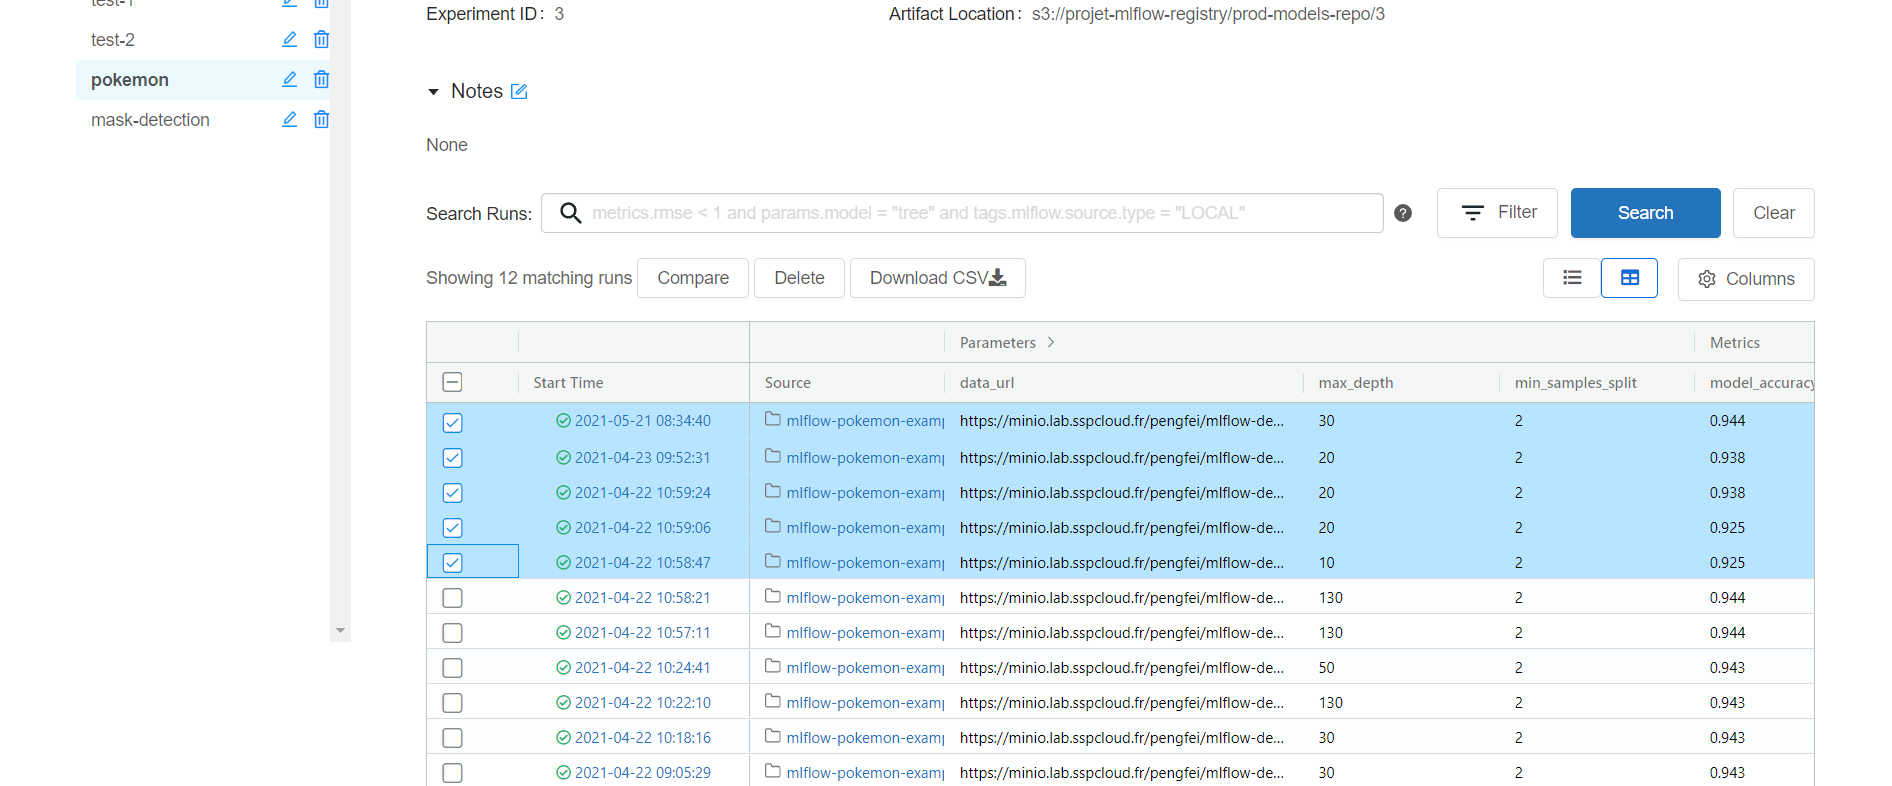 test-1
test-2
pokemon
mask-detection
Experiment ID: 3
Artifact Location: s3://projet-mlflow-registry/prod-models-repo/3
Notes
None
Search Runs: metrics.rmse < 1 and params.model = "tree" and tags.mlflow.source.type = "LOCAL" ? Filter Search Clear
Showing 12 matching runs Compare Delete Download CSV Columns
Parameters > Metrics
Start Time Source data_url max_depth min_samples_split model_accuracy
2021-05-21 08:34:40 mlflow-pokemon-examp https://minio.lab.sspcloud.fr/pengfei/mlflow-de... 30 2 0.944
2021-04-23 09:52:31 mlflow-pokemon-examp https://minio.lab.sspcloud.fr/pengfei/mlflow-de... 20 2 0.938
2021-04-22 10:59:24 mlflow-pokemon-examp https://minio.lab.sspcloud.fr/pengfei/mlflow-de... 20 2 0.938
2021-04-22 10:59:06 mlflow-pokemon-examp https://minio.lab.sspcloud.fr/pengfei/mlflow-de... 20 2 0.925
2021-04-22 10:58:47 mlflow-pokemon-examp https://minio.lab.sspcloud.fr/pengfei/mlflow-de... 10 2 0.925
2021-04-22 10:58:21 mlflow-pokemon-examp https://minio.lab.sspcloud.fr/pengfei/mlflow-de... 130 2 0.944
2021-04-22 10:57:11 mlflow-pokemon-examp https://minio.lab.sspcloud.fr/pengfei/mlflow-de... 130 2 0.944
2021-04-22 10:24:41 mlflow-pokemon-examp https://minio.lab.sspcloud.fr/pengfei/mlflow-de... 50 2 0.943
2021-04-22 10:22:10 mlflow-pokemon-examp https://minio.lab.sspcloud.fr/pengfei/mlflow-de... 130 2 0.943
2021-04-22 10:18:16 mlflow-pokemon-examp https://minio.lab.sspcloud.fr/pengfei/mlflow-de... 30 2 0.943
2021-04-22 09:05:29 mlflow-pokemon-examp https://minio.lab.sspcloud.fr/pengfei/mlflow-de... 30 2 0.943